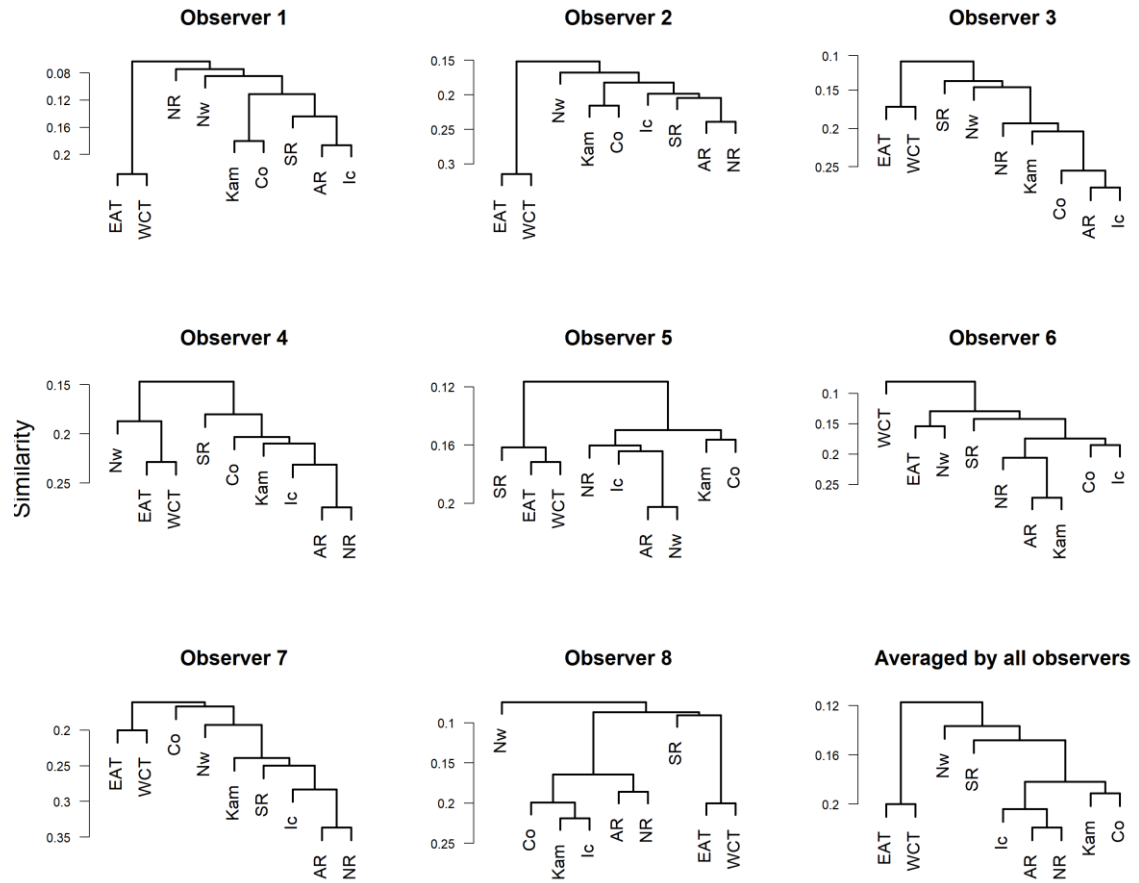 Observer 1
0.08
0.12
0.16
0.2
EAT
WCT
NR
Nw
Kam
Co
SR
AR
Ic
Observer 2
0.15
0.2
0.25
0.3
EAT
WCT
Nw
Kam
Co
Ic
SR
AR
NR
Observer 3
0.1
0.15
0.2
0.25
EAT
WCT
SR
Nw
NR
Kam
Co
AR
Ic
Similarity
Observer 4
0.15
0.2
0.25
Nw
EAT
WCT
SR
Co
Kam
Ic
AR
NR
Observer 5
0.12
0.16
0.2
SR
EAT
WCT
NR
Ic
AR
Nw
Kam
Co
Observer 6
0.1
0.15
0.2
0.25
WCT
EAT
Nw
SR
NR
AR
Kam
Co
Ic
Observer 7
0.2
0.25
0.3
0.35
EAT
WCT
Co
Nw
Kam
SR
Ic
AR
NR
Observer 8
0.1
0.2
0.25
Nw
Co
Kam
Ic
AR
NR
SR
EAT
WCT
Averaged by all observers
0.12
0.16
0.2
EAT
WCT
Nw
SR
Ic
AR
NR
Kam
Co